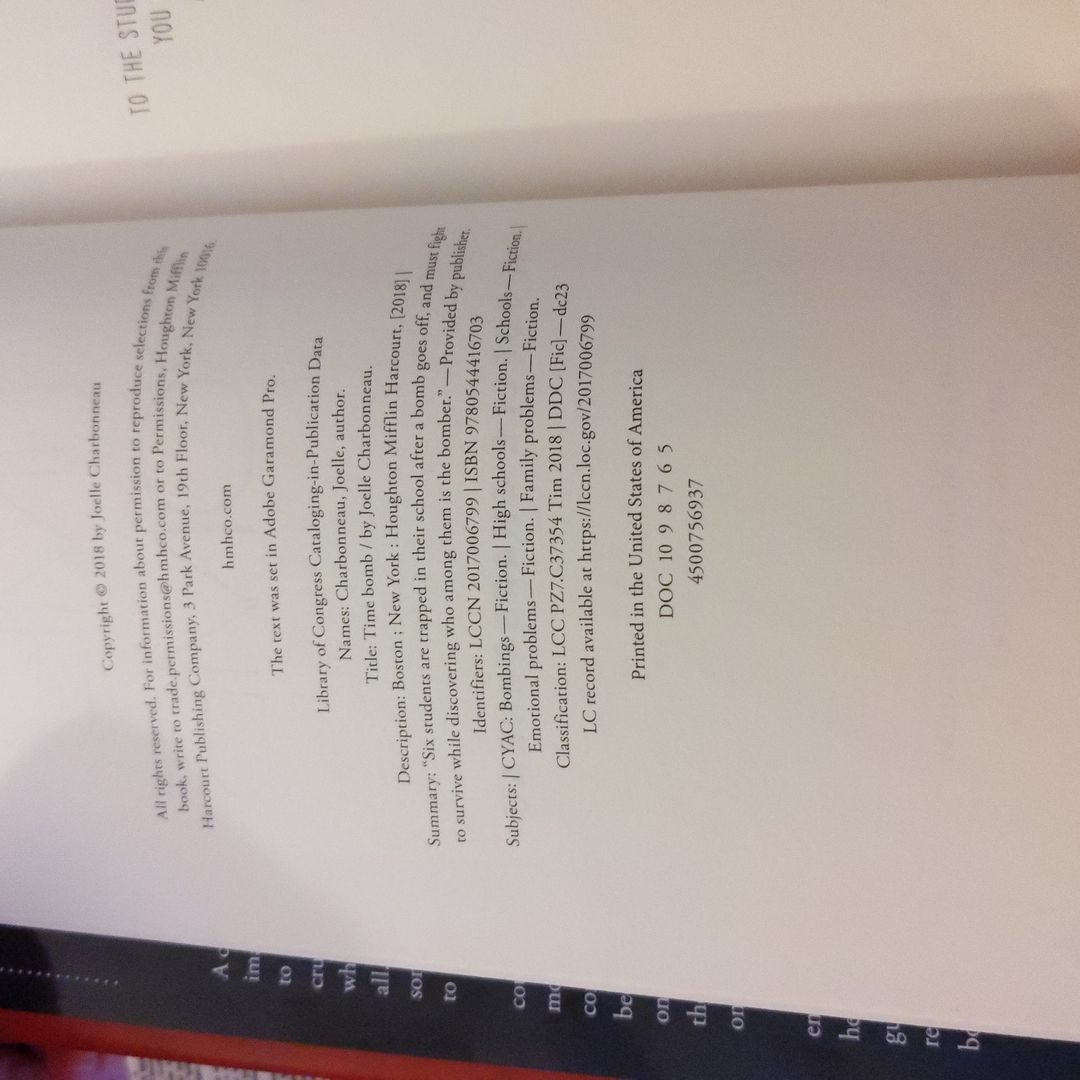 Copyright © 2018 by Joelle Charbonneau
All rights reserved. For information about permission to reproduce selections from this
book, write to trade.permissions@hmhco.com or to Permissions, Houghton Mifflin
Harcourt Publishing Company, 3 Park Avenue, 19th Floor, New York, New York 10016.
hmhco.com
The text was set in Adobe Garamond Pro.
Library of Congress Cataloging-in-Publication Data
Names: Charbonneau, Joelle, author.
Title: Time bomb / by Joelle Charbonneau.
Description: Boston ; New York : Houghton Mifflin Harcourt, [2018] |
Summary: “Six students are trapped in their school after a bomb goes off, and must fight
to survive while discovering who among them is the bomber.” —Provided by publisher.
Identifiers: LCCN 2017006799 | ISBN 9780544416703
Subjects: | CYAC: Bombings—Fiction. | High schools—Fiction. | Schools—Fiction. |
Emotional problems—Fiction. | Family problems—Fiction.
Classification: LCC PZ7.C37354 Tim 2018 | DDC [Fic]—dc23
LC record available at https://lccn.loc.gov/2017006799
Printed in the United States of America
DOC 10 9 8 7 6 5
4500756937
TO THE
YOU
A
to
all
to